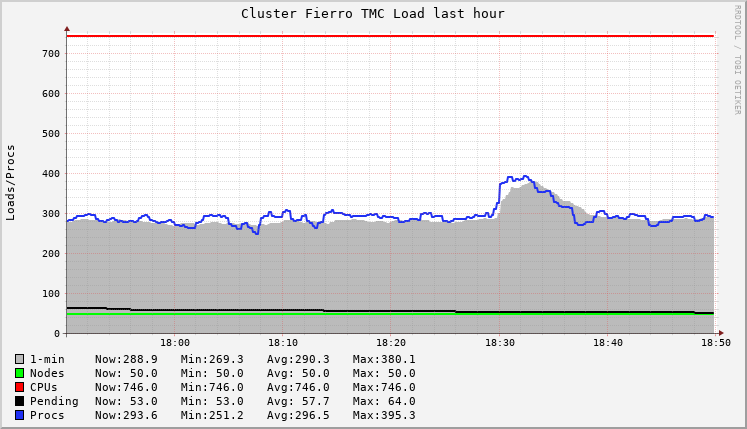 Cluster Fierro TMC Load last hour
RRDTOOL / TOBI OETIKER
Loads/Procs
700
600
500
400
300
200
100
0
18:00 18:10 18:20 18:30 18:40 18:50
1-min Now:288.9 Min:269.3 Avg:290.3 Max:380.1
Nodes Now: 50.0 Min: 50.0 Avg: 50.0 Max: 50.0
CPUs Now:746.0 Min:746.0 Avg:746.0 Max:746.0
Pending Now: 53.0 Min: 53.0 Avg: 57.7 Max: 64.0
Procs Now:293.6 Min:251.2 Avg:296.5 Max:395.3